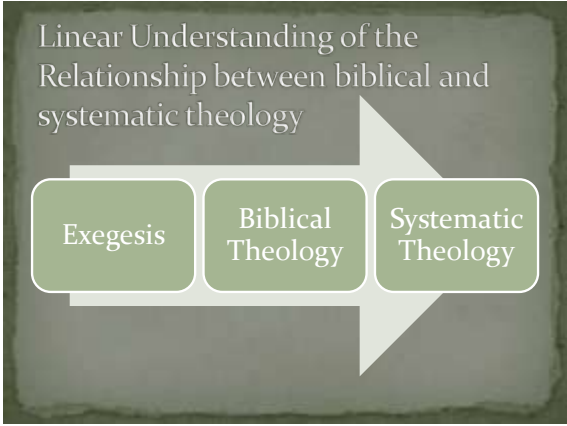 Linear Understanding of the
Relationship between biblical and
systematic theology
Exegesis
Biblical
Theology
Systematic
Theology